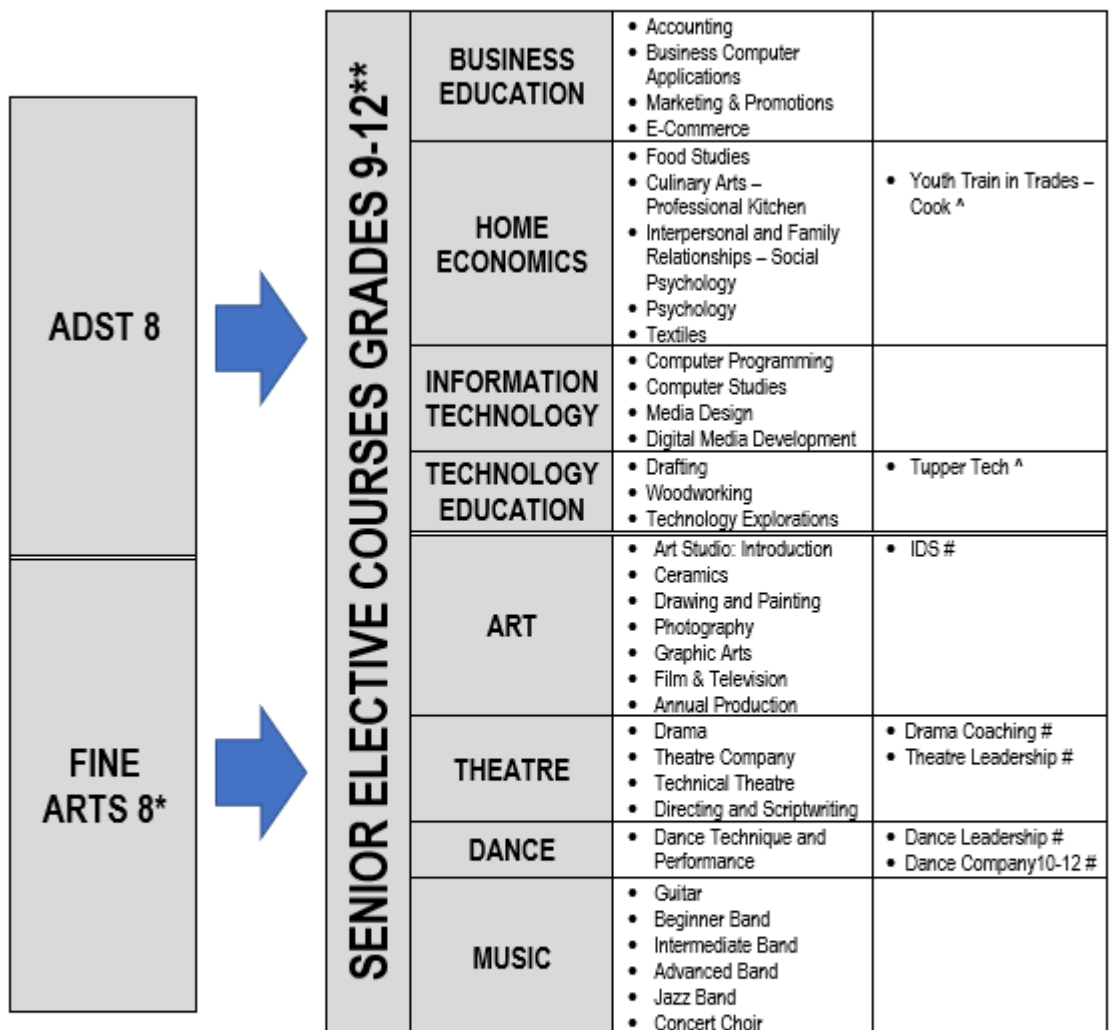 ADST 8
FINE
ARTS 8*
SENIOR ELECTIVE COURSES GRADES 9-12**
BUSINESS
EDUCATION
• Accounting
• Business Computer
Applications
• Marketing & Promotions
• E-Commerce
HOME
ECONOMICS
• Food Studies
• Culinary Arts –
Professional Kitchen
• Interpersonal and Family
Relationships – Social
Psychology
• Psychology
• Textiles
• Youth Train in Trades –
Cook ^
INFORMATION
TECHNOLOGY
• Computer Programming
• Computer Studies
• Media Design
• Digital Media Development
TECHNOLOGY
EDUCATION
• Drafting
• Woodworking
• Technology Explorations
• Tupper Tech ^
ART
• Art Studio: Introduction
• Ceramics
• Drawing and Painting
• Photography
• Graphic Arts
• Film & Television
• Annual Production
• IDS #
THEATRE
• Drama
• Theatre Company
• Technical Theatre
• Directing and Scriptwriting
• Drama Coaching #
• Theatre Leadership #
DANCE
• Dance Technique and
Performance
• Dance Leadership #
• Dance Company10-12 #
MUSIC
• Guitar
• Beginner Band
• Intermediate Band
• Advanced Band
• Jazz Band
• Concert Choir